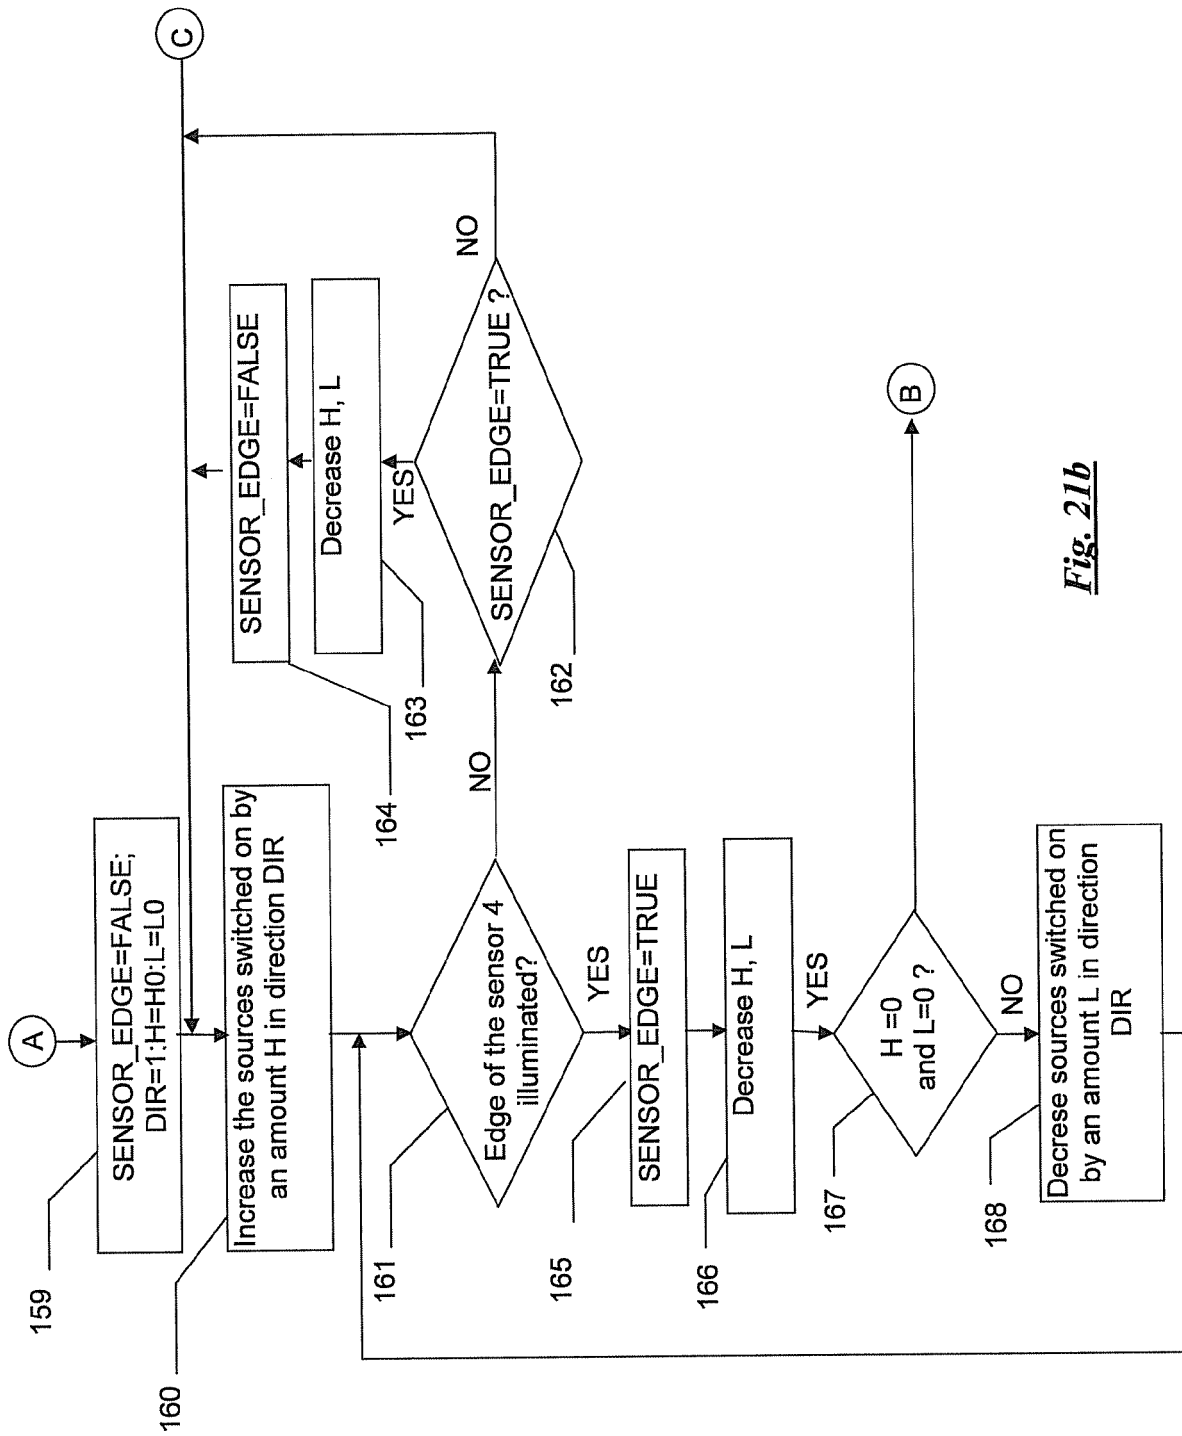 A
C
159
SENSOR_EDGE=FALSE;
DIR=1:H=H0:L=L0
160
Increase the sources switched on by
an amount H in direction DIR
164
SENSOR_EDGE=FALSE
163
Decrease H, L
YES
161
Edge of the sensor 4
illuminated?
NO
162
SENSOR_EDGE=TRUE ?
NO
YES
165
SENSOR_EDGE=TRUE
166
Decrease H, L
YES
167
H =0
and L=0 ?
B
NO
168
Decrese sources switched on
by an amount L in direction
DIR
Fig. 21b